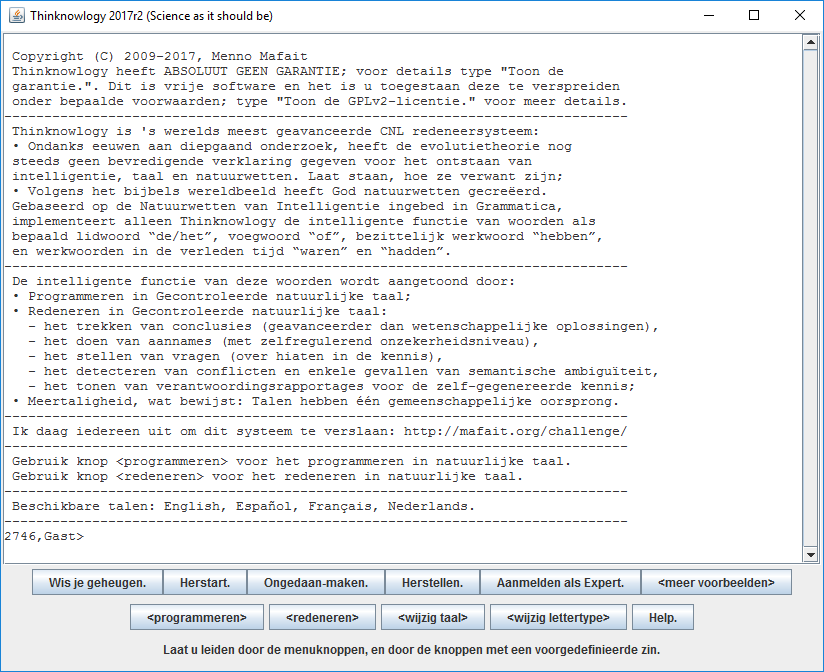 Thinknowlogy 2017r2 (Science as it should be)
Copyright (C) 2009-2017, Menno Mafait
Thinknowlogy heeft ABSOLUUT GEEN GARANTIE; voor details type "Toon de
garantie.". Dit is vrije software en het is u toegestaan deze te verspreiden
onder bepaalde voorwaarden; type "Toon de GPLv2-licentie." voor meer details.
------------------------------------------------------------------------------
Thinknowlogy is 's werelds meest geavanceerde CNL redeneersysteem:
• Ondanks eeuwen aan diepgaand onderzoek, heeft de evolutietheorie nog
steeds geen bevredigende verklaring gegeven voor het ontstaan van
intelligentie, taal en natuurwetten. Laat staan, hoe ze verwant zijn;
• Volgens het bijbels wereldbeeld heeft God natuurwetten gecreëerd.
Gebaseerd op de Natuurwetten van Intelligentie ingebed in Grammatica,
implementeert alleen Thinknowlogy de intelligente functie van woorden als
bepaald lidwoord “de/het”, voegwoord “of”, bezittelijk werkwoord “hebben”,
en werkwoorden in de verleden tijd “waren” en “hadden”.
------------------------------------------------------------------------------
De intelligente functie van deze woorden wordt aangetoond door:
• Programmeren in Gecontroleerde natuurlijke taal;
• Redeneren in Gecontroleerde natuurlijke taal:
- het trekken van conclusies (geavanceerder dan wetenschappelijke oplossingen),
- het doen van aannames (met zelfregulerend onzekerheidsniveau),
- het stellen van vragen (over hiaten in de kennis),
- het detecteren van conflicten en enkele gevallen van semantische ambiguïteit,
- het tonen van verantwoordingsrapportages voor de zelf-gegenereerde kennis;
• Meertaligheid, wat bewijst: Talen hebben één gemeenschappelijke oorsprong.
------------------------------------------------------------------------------
Ik daag iedereen uit om dit systeem te verslaan: http://mafait.org/challenge/
------------------------------------------------------------------------------
Gebruik knop <programmeren> voor het programmeren in natuurlijke taal.
Gebruik knop <redeneren> voor het redeneren in natuurlijke taal.
------------------------------------------------------------------------------
Beschikbare talen: English, Español, Français, Nederlands.
------------------------------------------------------------------------------
2746,Gast>
Wis je geheugen. Herstart. Ongedaan-maken. Herstellen. Aanmelden als Expert. <meer voorbeelden>
<programmeren> <redeneren> <wijzig taal> <wijzig lettertype> Help.
Laat u leiden door de menuknoppen, en door de knoppen met een voorgedefinieerde zin.